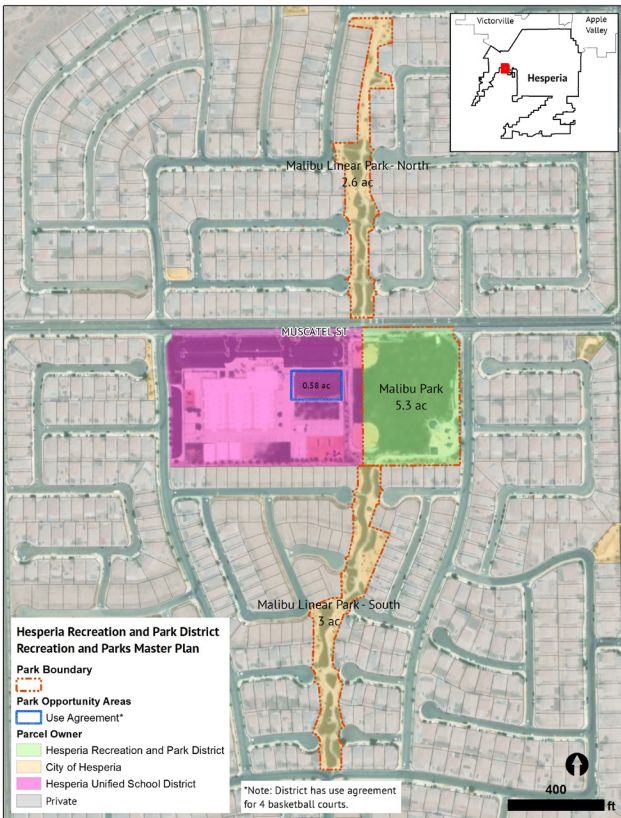 Victorville
Apple
Valley
Hesperia
Malibu Linear Park - North
2.6 ac
MUSCATEL ST
0.58 ac
Malibu Park
5.3 ac
Malibu Linear Park - South
3 ac
Hesperia Recreation and Park District
Recreation and Parks Master Plan
Park Boundary
Park Opportunity Areas
Use Agreement*
Parcel Owner
Hesperia Recreation and Park District
City of Hesperia
Hesperia Unified School District
Private
*Note: District has use agreement
for 4 basketball courts.
400
ft